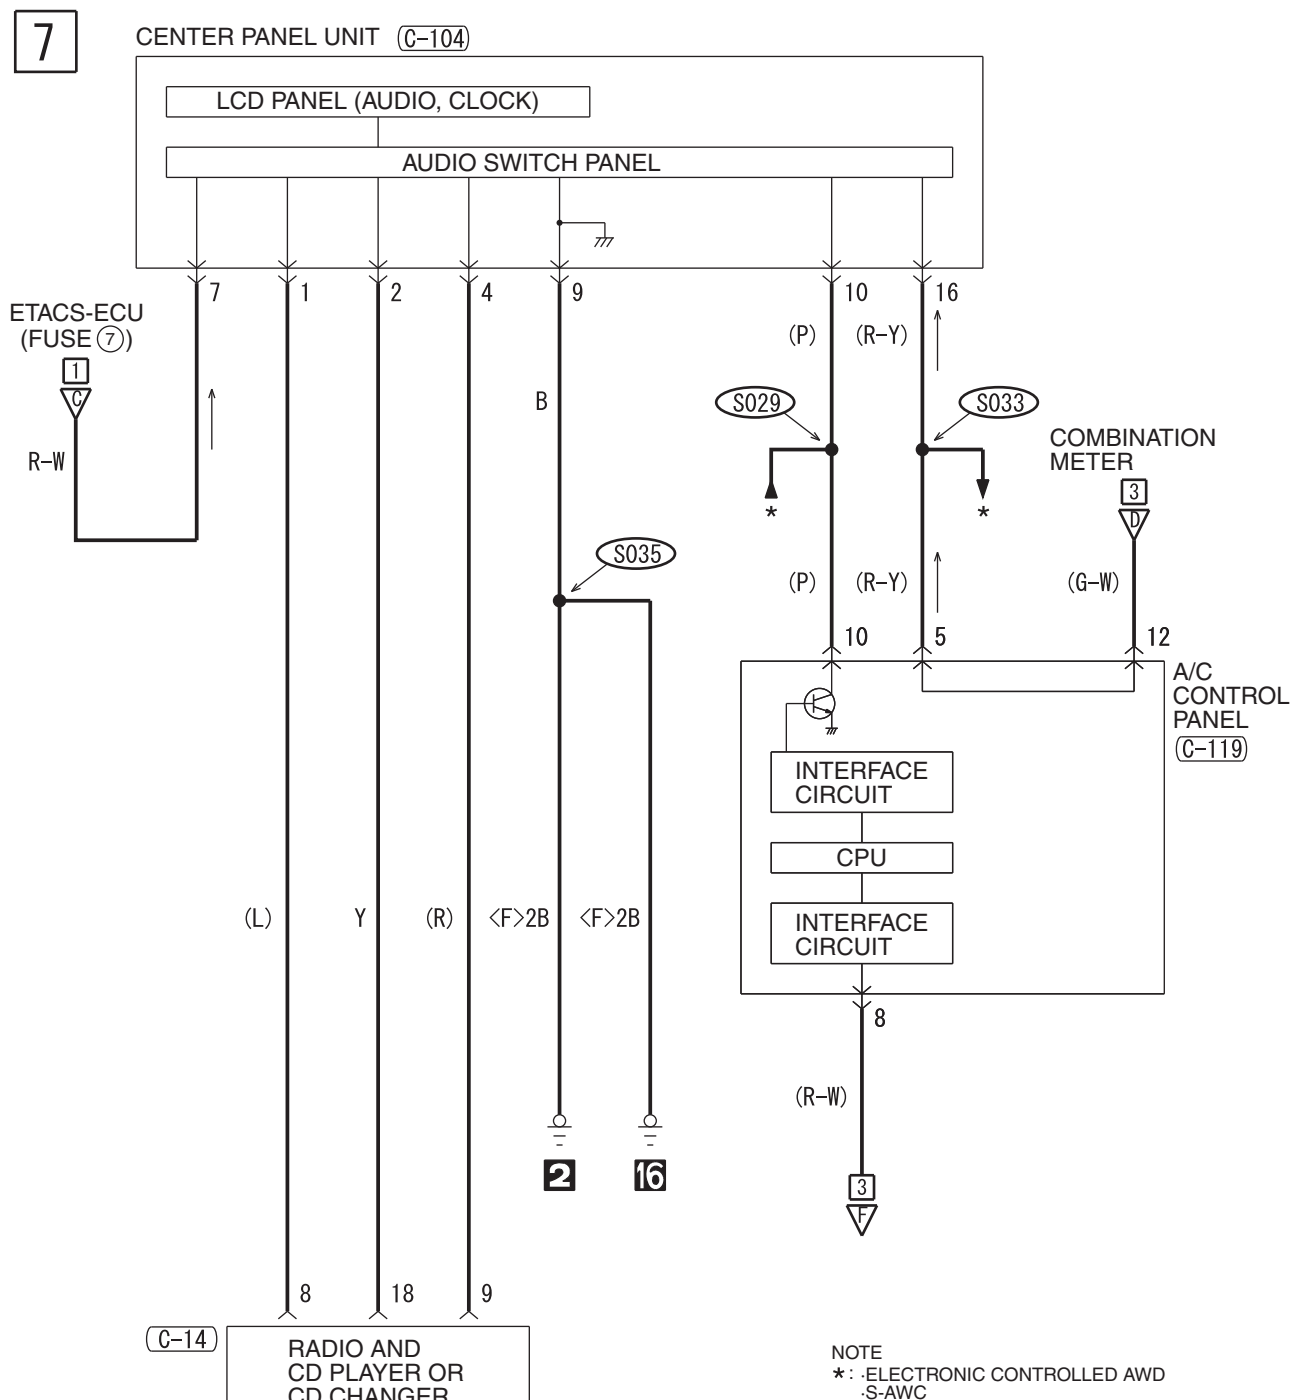 7
CENTER PANEL UNIT (C-104)
LCD PANEL (AUDIO, CLOCK)
AUDIO SWITCH PANEL
7 1 2 4 9 10 16
ETACS-ECU
(FUSE 7)
1
C
R-W
B
(P) (R-Y)
S029
S033
* *
COMBINATION
METER
3
D
S035
(P) (R-Y) (G-W)
10 5 12
A/C
CONTROL
PANEL
(C-119)
INTERFACE
CIRCUIT
CPU
INTERFACE
CIRCUIT
8
(L) Y (R) <F>2B <F>2B
(R-W)
2 16
3
F
8 18 9
C-14
RADIO AND
CD PLAYER OR
CD CHANGER
NOTE
*: ·ELECTRONIC CONTROLLED AWD
·S-AWC